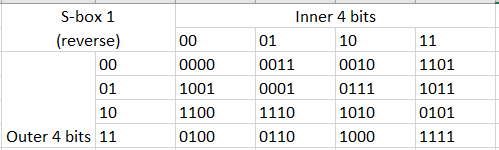 S-box 1 Inner 4 bits
(reverse) 00 01 10 11
00 0000 0011 0010 1101
01 1001 0001 0111 1011
10 1100 1110 1010 0101
Outer 4 bits 11 0100 0110 1000 1111